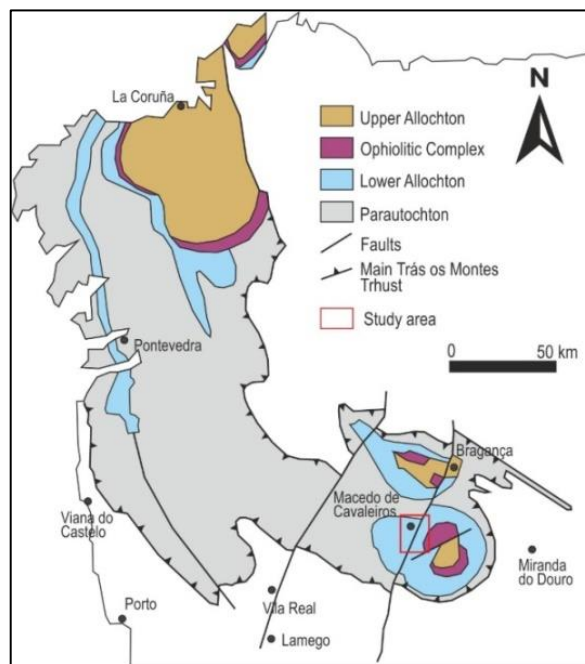 La Coruña
N
Upper Allochton
Ophiolitic Complex
Lower Allochton
Parautochton
Faults
Main Trás os Montes
Trhust
Study area
0 50 km
Pontevedra
Bragança
Macedo de
Cavaleiros
Viana do
Castelo
Miranda
do Douro
Vila Real
Porto
Lamego